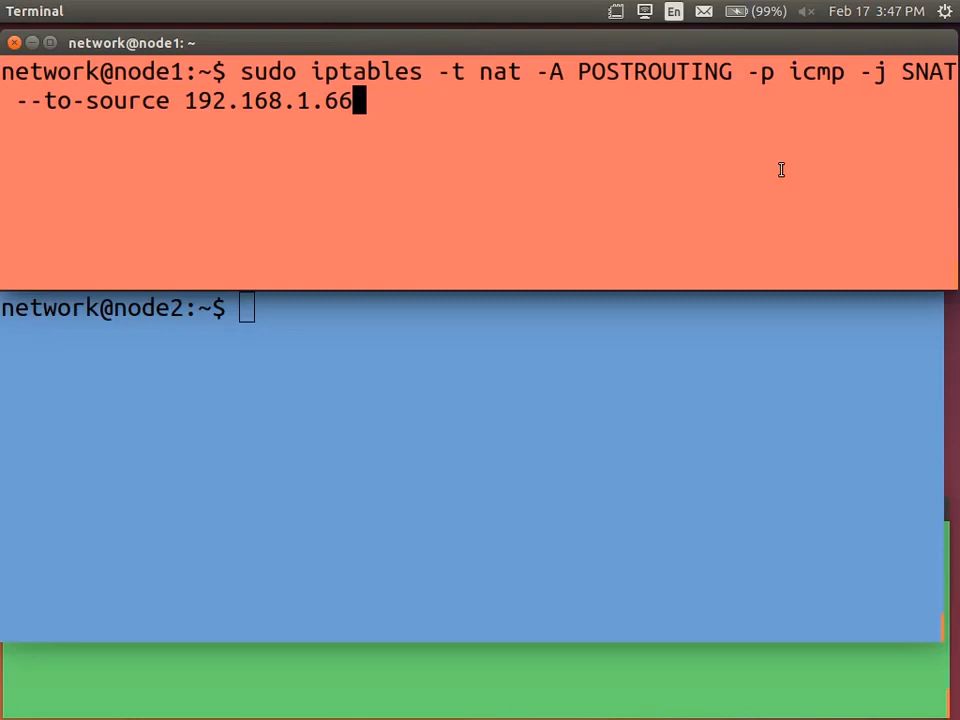 Terminal
En
(99%)
Feb 17 3:47 PM
network@node1: ~
network@node1:~$ sudo iptables -t nat -A POSTROUTING -p icmp -j SNAT
--to-source 192.168.1.66
network@node2:~$